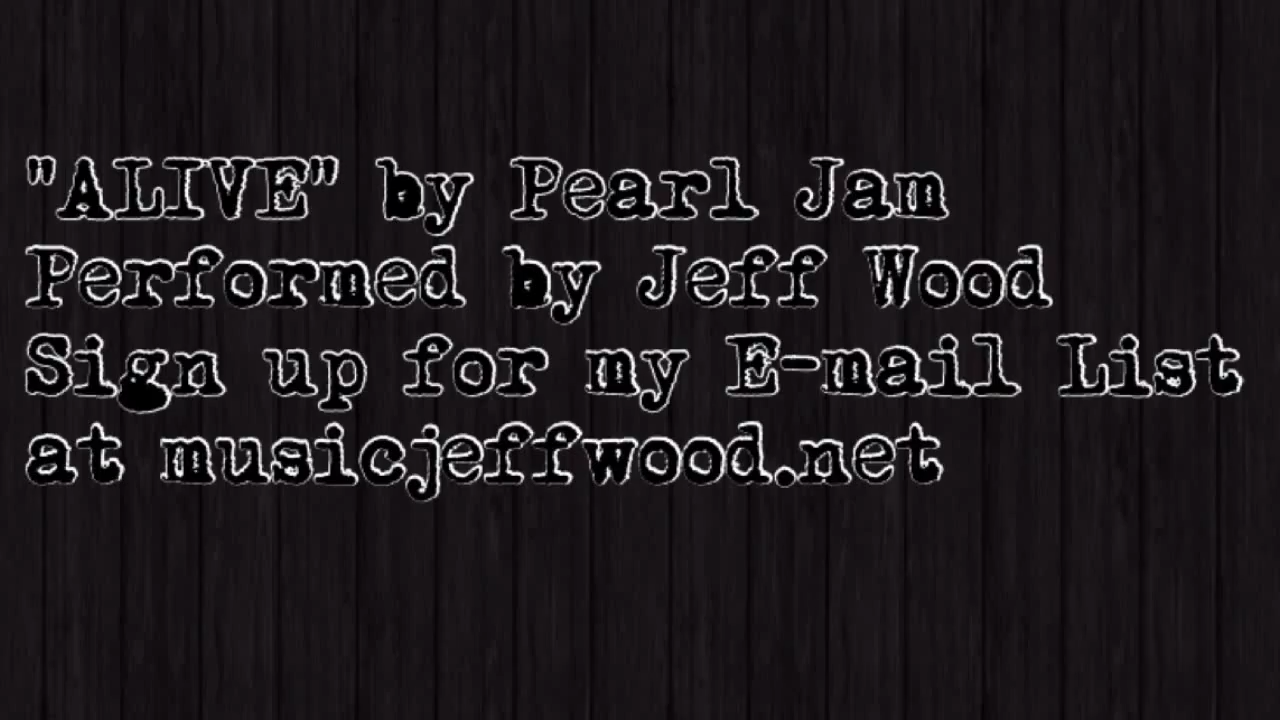 "ALIVE" by Pearl Jam
Performed by Jeff Wood
Sign up for my E-mail List
at musicjeffwood.net